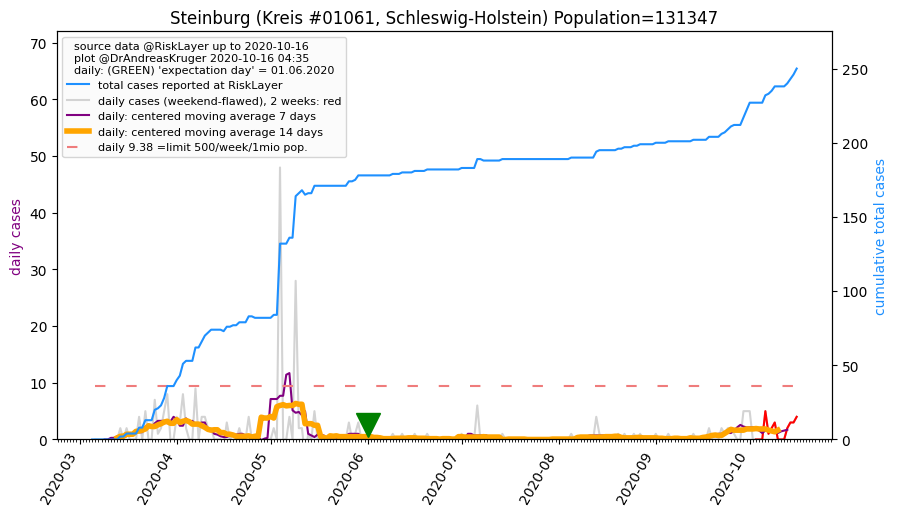 Steinburg (Kreis #01061, Schleswig-Holstein) Population=131347
source data @RiskLayer up to 2020-10-16
plot @DrAndreasKruger 2020-10-16 04:35
daily: (GREEN) 'expectation day' = 01.06.2020
total cases reported at RiskLayer
daily cases (weekend-flawed), 2 weeks: red
daily: centered moving average 7 days
daily: centered moving average 14 days
daily 9.38 =limit 500/week/1mio pop.
daily cases
70
60
50
40
30
20
10
0
cumulative total cases
250
200
150
100
50
0
2020-03
2020-04
2020-05
2020-06
2020-07
2020-08
2020-09
2020-10